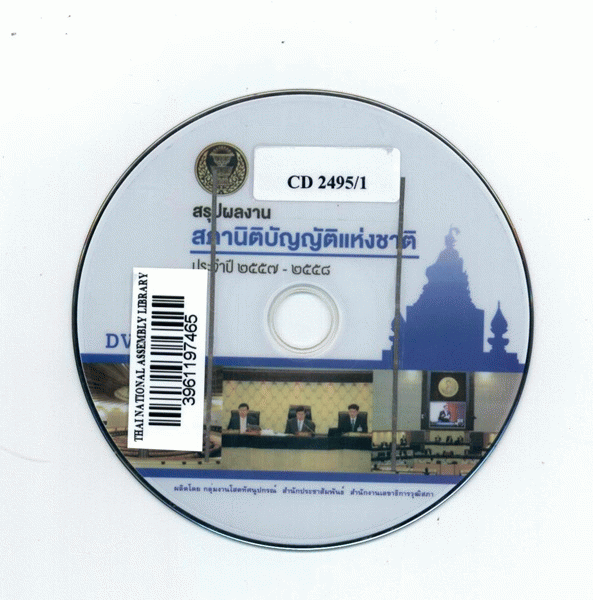 CD 2495/1
สรุปผลงาน
สภานิติบัญญัติแห่งชาติ
ประจำปี ๒๕๕๗ - ๒๕๕๘
DV
THAI NATIONAL ASSEMBLY LIBRARY
3961197465
ผลิตโดย กลุ่มงานโสตทัศนูปกรณ์ สำนักประชาสัมพันธ์ สำนักงานเลขาธิการวุฒิสภา